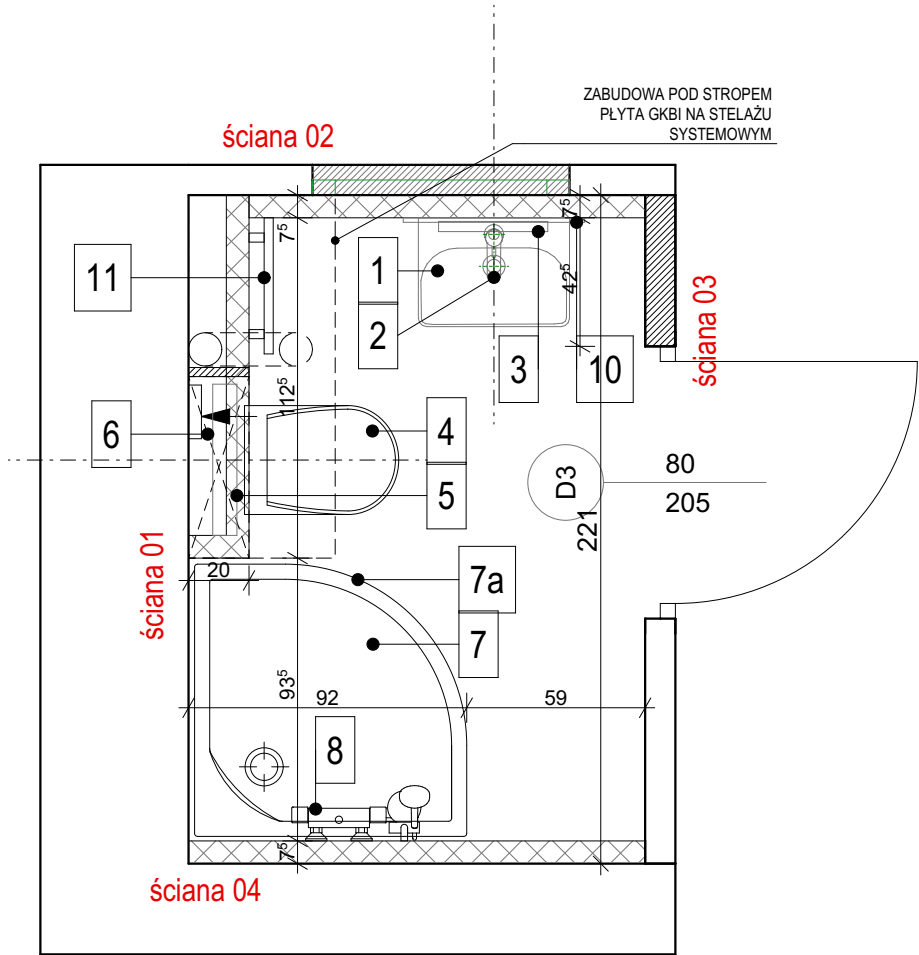 ZABUDOWA POD STROPEM
PŁYTA GKBI NA STELAŻU
SYSTEMOWYM
ściana 02
7⁵
7⁵
11
1
2
42⁵
3
10
ściana 03
112⁵
6
4
5
D3
80
205
221
ściana 01
20
7a
7
93⁵
92
59
8
7⁵
ściana 04